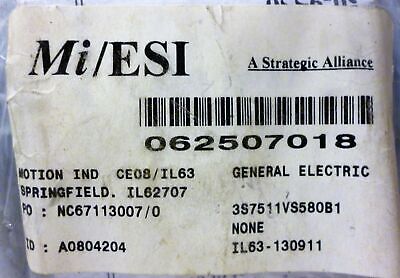 Mi/ESI
A Strategic Alliance
062507018
MOTION IND CE08/IL63
GENERAL ELECTRIC
SPRINGFIELD. IL62707
PO : NC67113007/0
3S7511VS580B1
NONE
ID : A0804204
IL63-130911